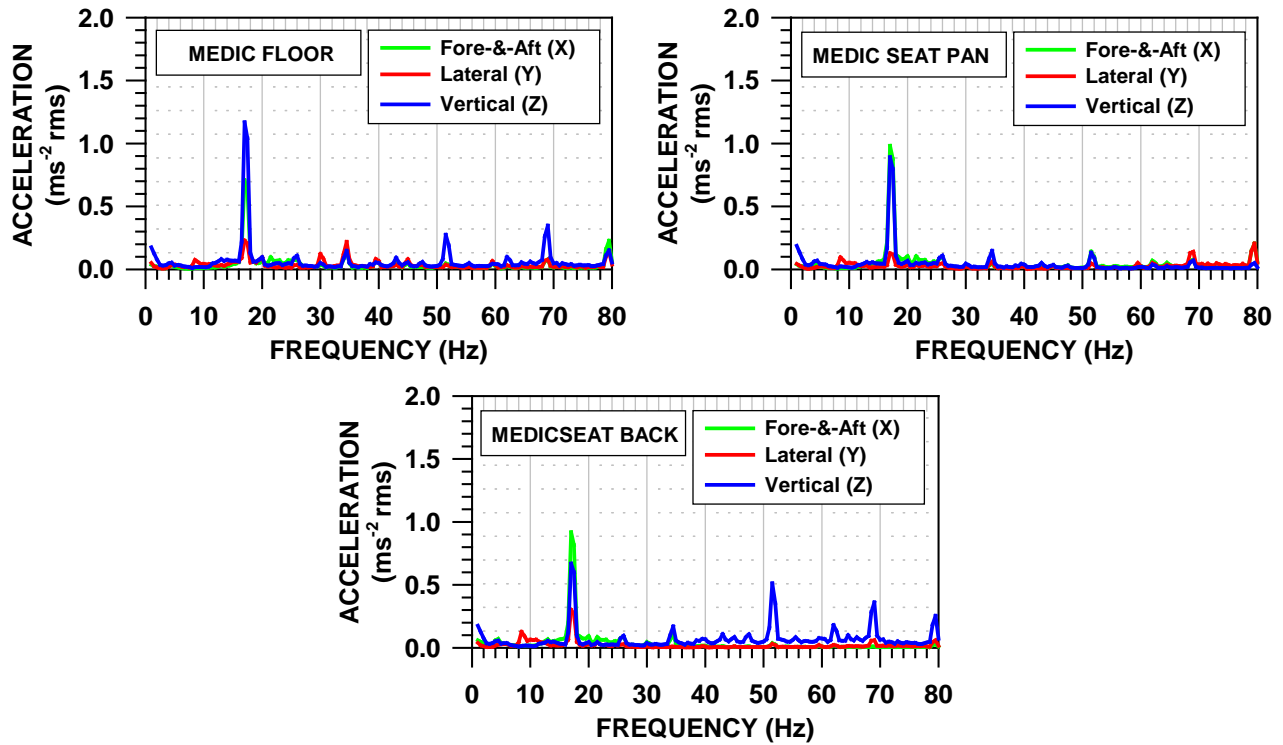 2.0
1.5
1.0
0.5
0.0
ACCELERATION
(ms⁻² rms)
MEDIC FLOOR
Fore-&-Aft (X)
Lateral (Y)
Vertical (Z)
0 10 20 30 40 50 60 70 80
FREQUENCY (Hz)
2.0
1.5
1.0
0.5
0.0
ACCELERATION
(ms⁻² rms)
MEDIC SEAT PAN
Fore-&-Aft (X)
Lateral (Y)
Vertical (Z)
0 10 20 30 40 50 60 70 80
FREQUENCY (Hz)
2.0
1.5
1.0
0.5
0.0
ACCELERATION
(ms⁻² rms)
MEDICSEAT BACK
Fore-&-Aft (X)
Lateral (Y)
Vertical (Z)
0 10 20 30 40 50 60 70 80
FREQUENCY (Hz)